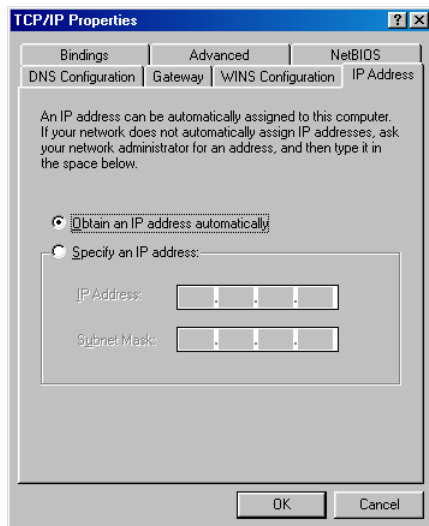 TCP/IP Properties
Bindings
Advanced
NetBIOS
DNS Configuration
Gateway
WINS Configuration
IP Address
An IP address can be automatically assigned to this computer.
If your network does not automatically assign IP addresses, ask
your network administrator for an address, and then type it in
the space below.
Obtain an IP address automatically
Specify an IP address:
IP Address:
Subnet Mask:
OK
Cancel